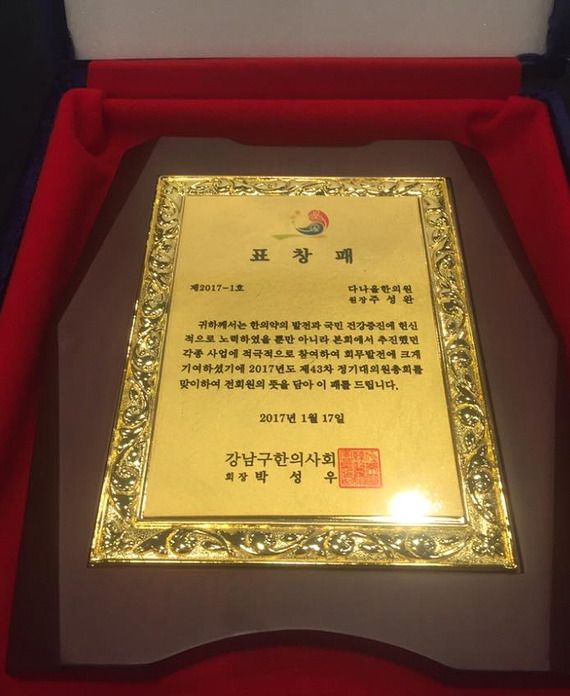 표창패
제2017-1호
다나을한의원
원장 주성완
귀하께서는 한의약의 발전과 국민 건강증진에 헌신
적으로 노력하였을 뿐만 아니라 본회에서 추진했던
각종 사업에 적극적으로 참여하여 회무발전에 크게
기여하셨기에 2017년도 제43차 정기대의원총회를
맞이하여 전회원의 뜻을 담아 이 패를 드립니다.
2017년 1월 17일
강남구한의사회
회장 박성우